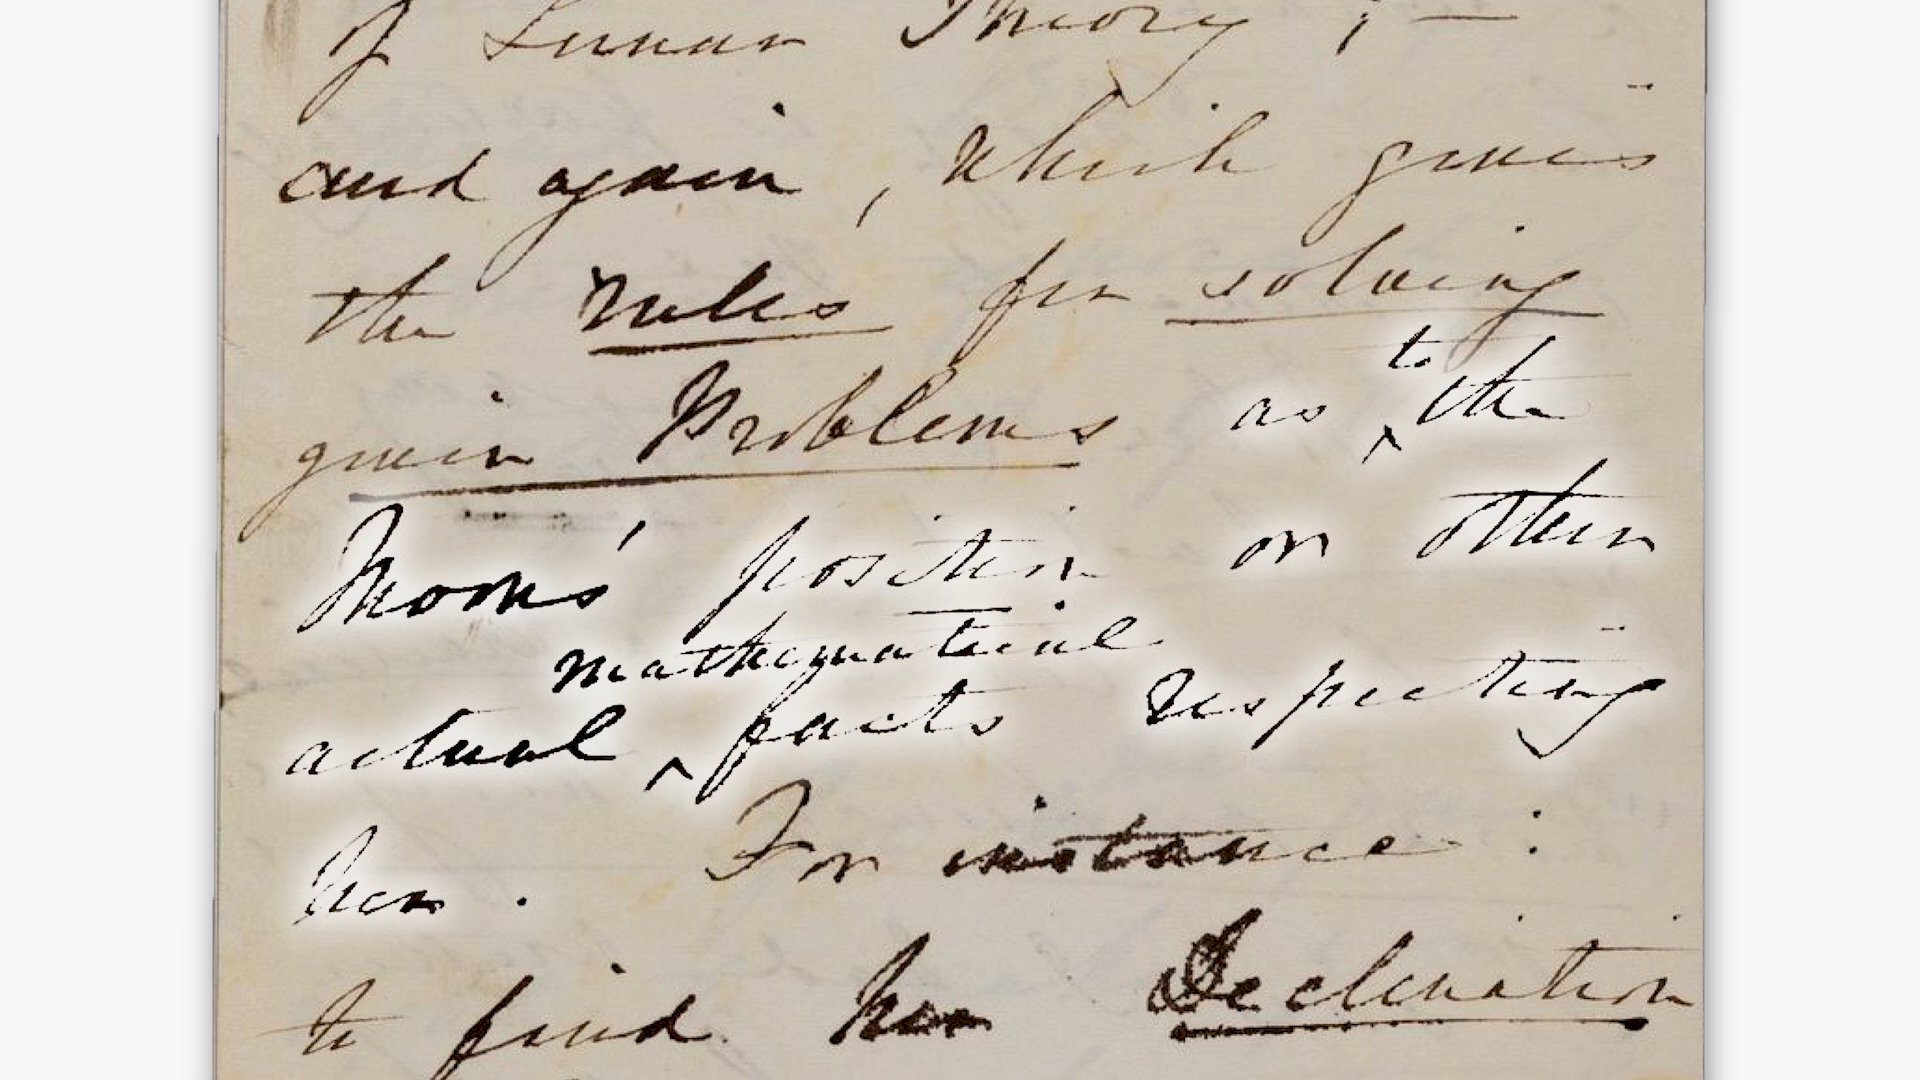 of Lunar Theory ; —
and again, which gives
the rules for solving
given Problems as to the
Moon's position or other
actual mathematical facts respecting
her. For instance :
to find her Declination